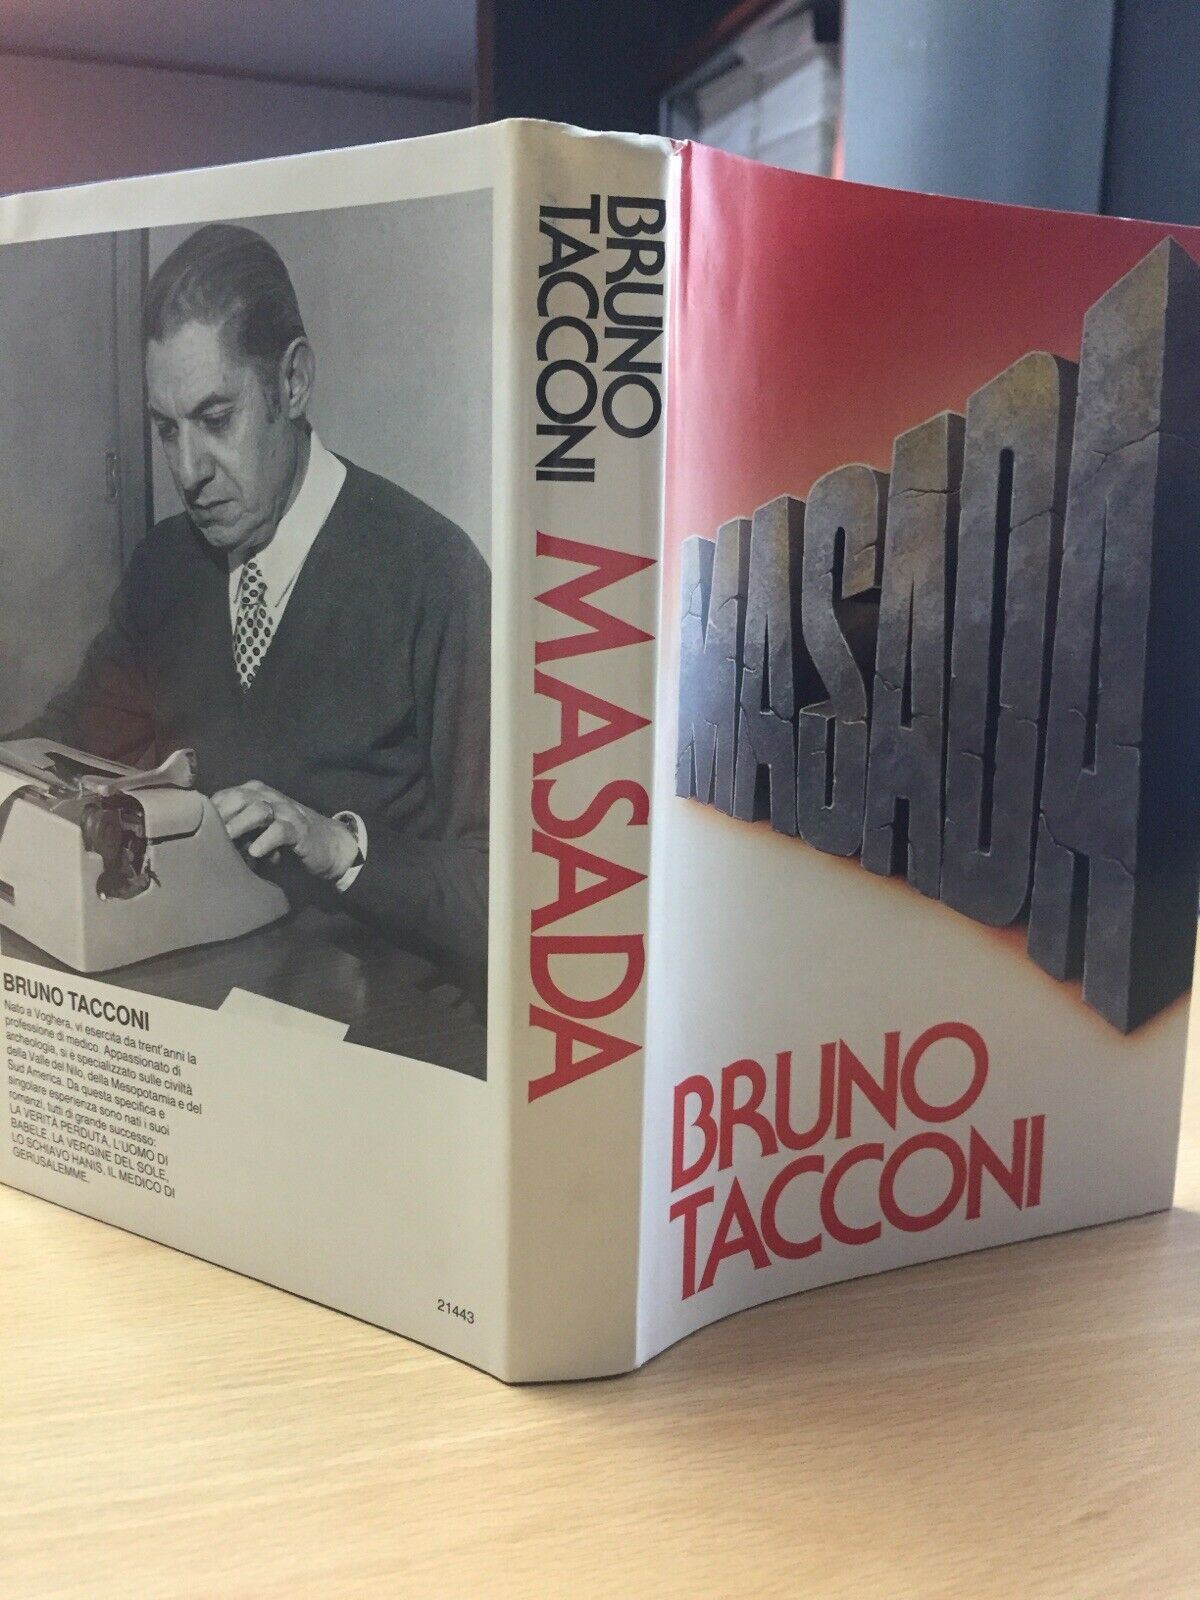 BRUNO TACCONI
Nato a Voghera, vi esercita da trent'anni la
professione di medico. Appassionato di
archeologia, si è specializzato sulle civiltà
della Valle del Nilo, della Mesopotamia e del
Sud America. Da questa specifica e
singolare esperienza sono nati i suoi
romanzi, tutti di grande successo:
LA VERITÀ PERDUTA, L'UOMO DI
BABELE, LA VERGINE DEL SOLE,
LO SCHIAVO HANIS, IL MEDICO DI
GERUSALEMME.
21443
BRUNO
TACCONI
MASADA
MASADA
BRUNO
TACCONI